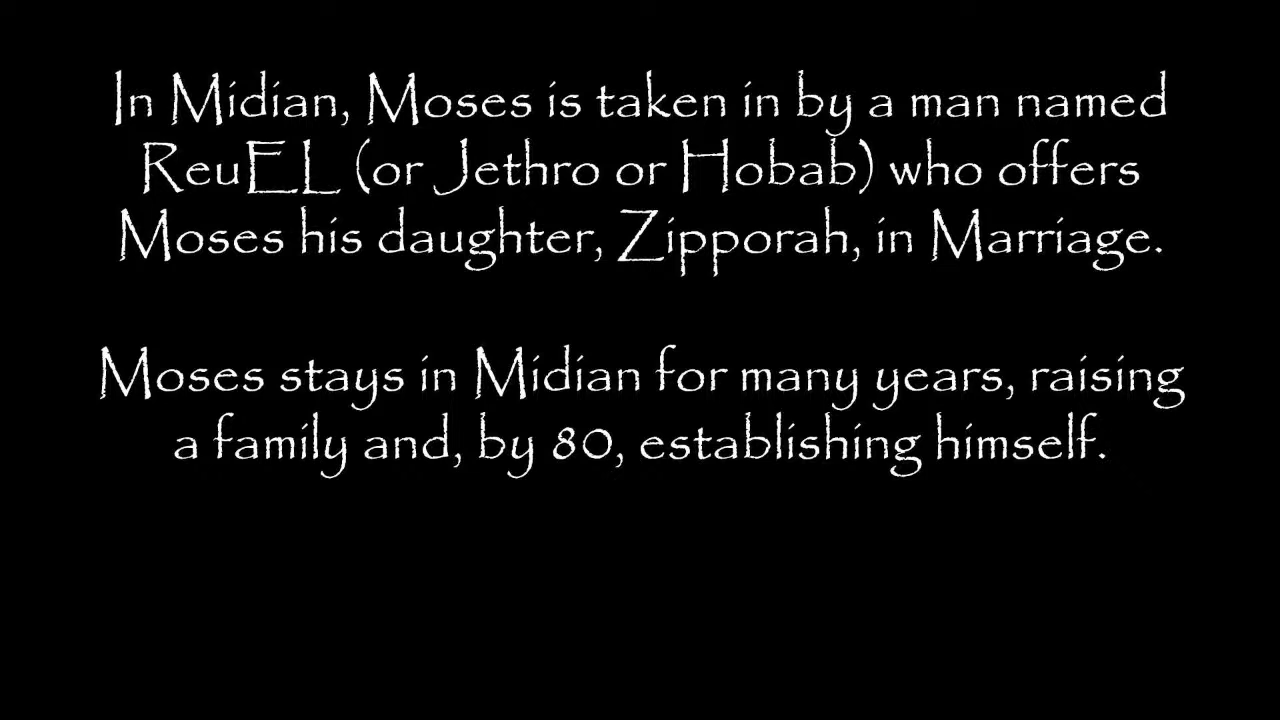 In Midian, Moses is taken in by a man named
ReuEL (or Jethro or Hobab) who offers
Moses his daughter, Zipporah, in Marriage.
Moses stays in Midian for many years, raising
a family and, by 80, establishing himself.